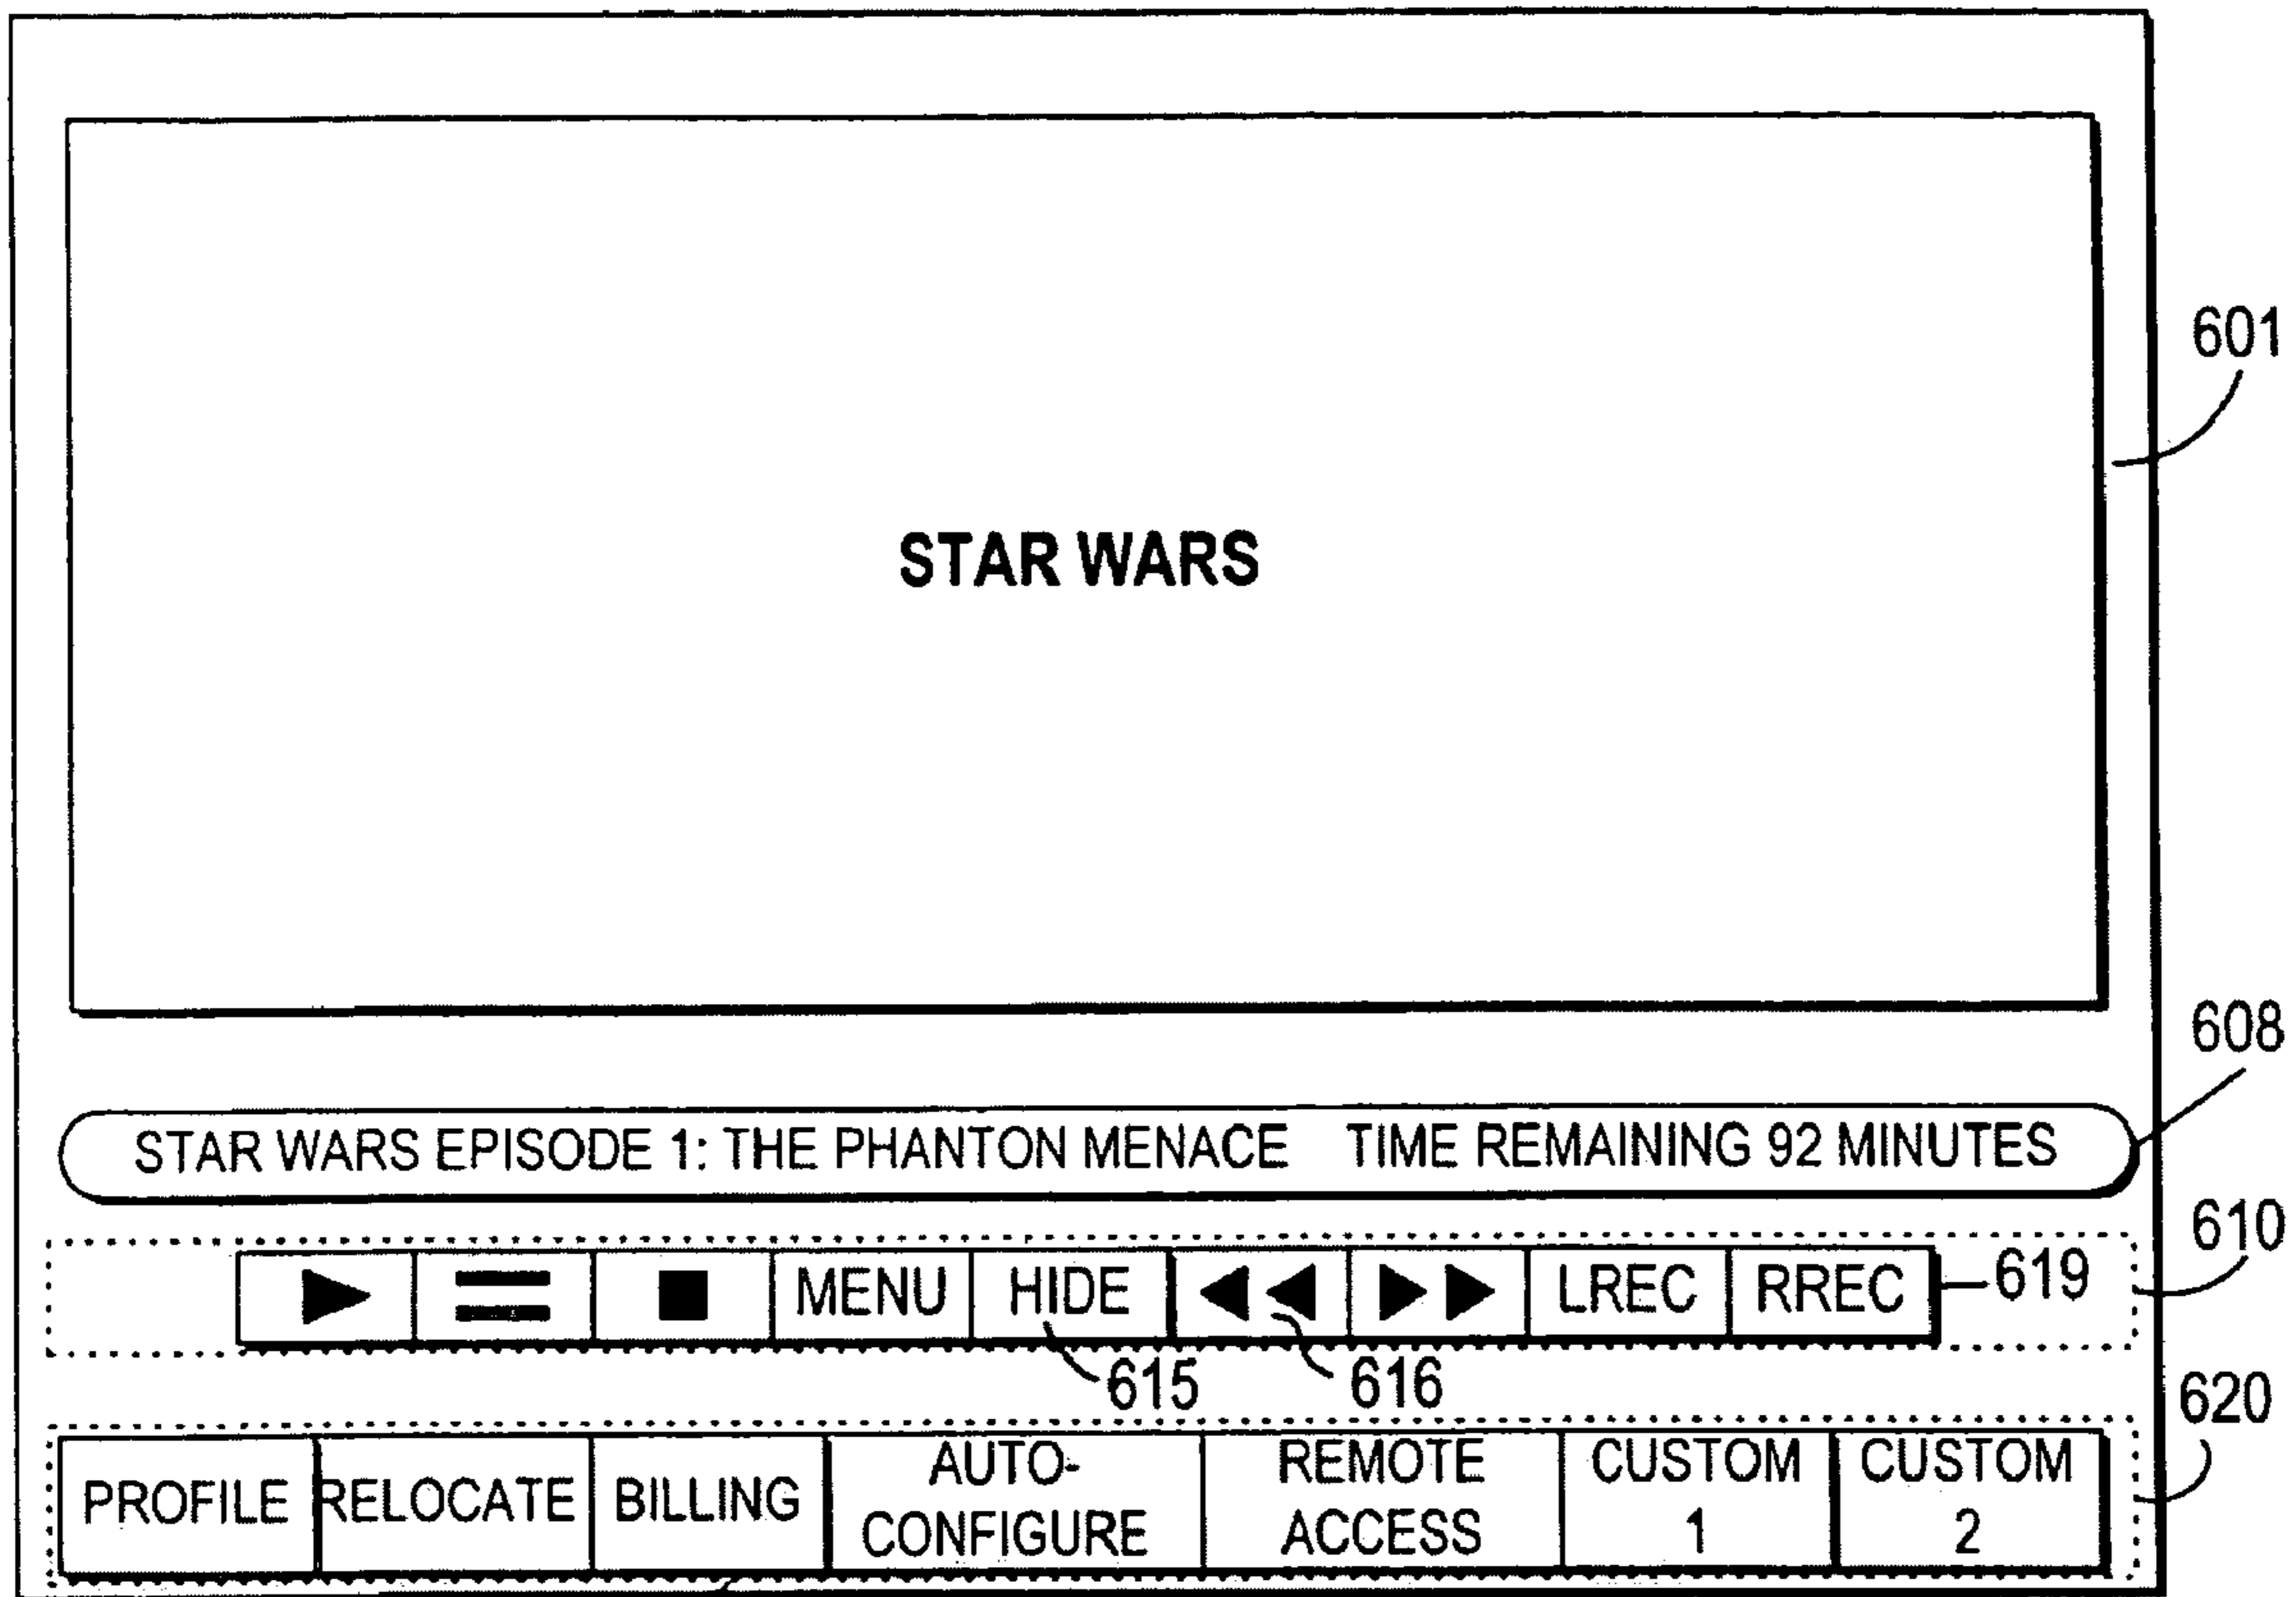 STAR WARS
601
608
STAR WARS EPISODE 1: THE PHANTON MENACE TIME REMAINING 92 MINUTES
610
MENU HIDE LREC RREC 619
615 616
620
PROFILE RELOCATE BILLING AUTO-CONFIGURE REMOTE ACCESS CUSTOM 1 CUSTOM 2